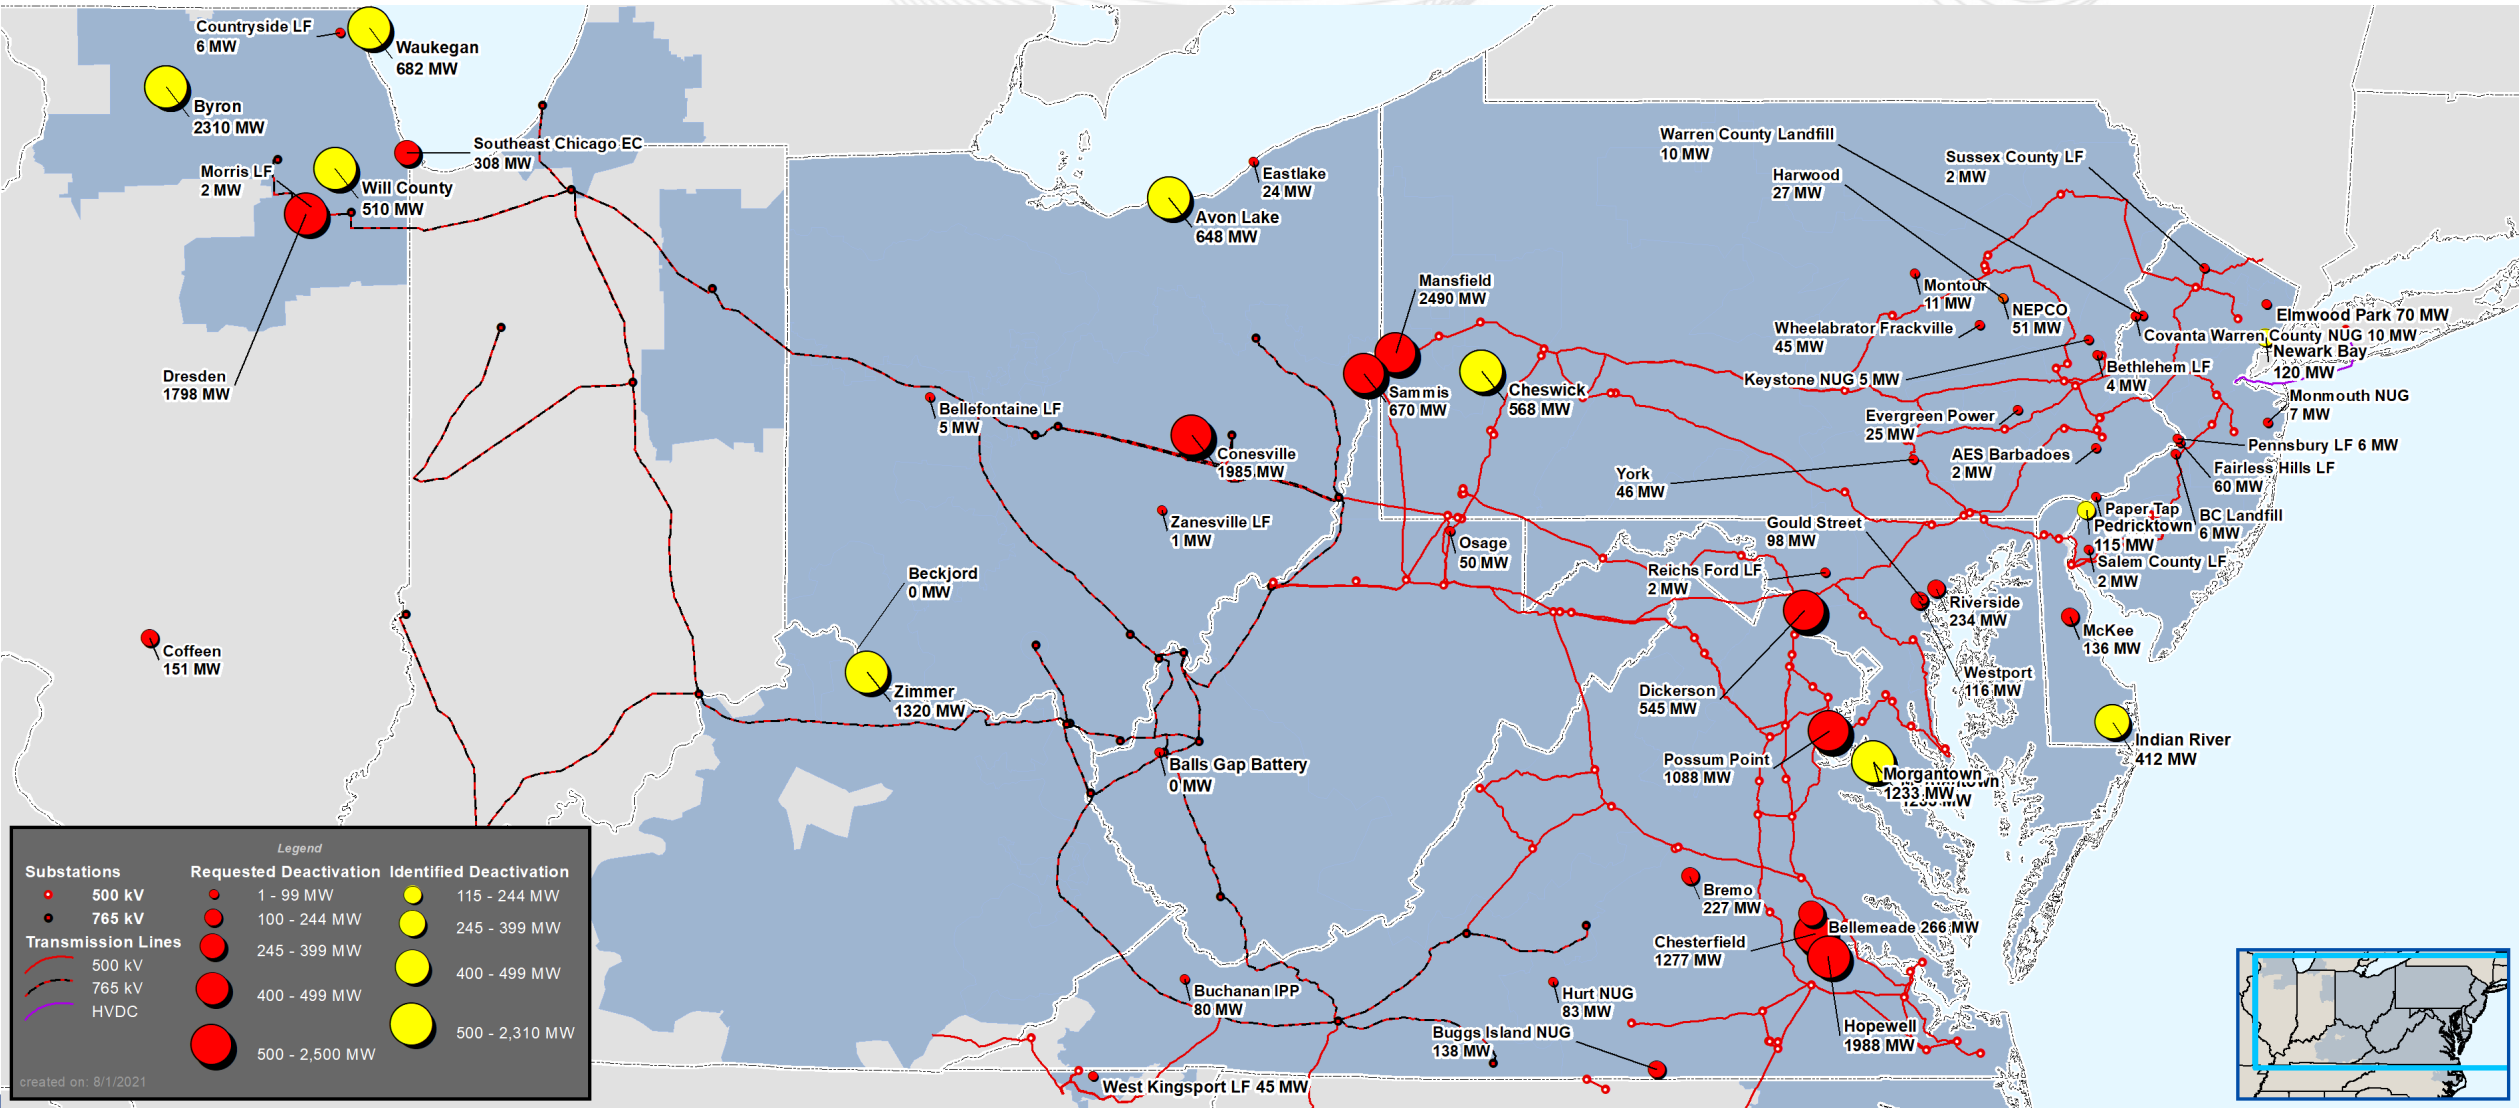 Countryside LF
6 MW
Waukegan
682 MW
Byron
2310 MW
Southeast Chicago EC
308 MW
Morris LF
2 MW
Will County
510 MW
Dresden
1798 MW
Coffeen
151 MW
Eastlake
24 MW
Avon Lake
648 MW
Mansfield
2490 MW
Sammis
670 MW
Cheswick
568 MW
Bellefontaine LF
5 MW
Conesville
1985 MW
Zanesville LF
1 MW
Osage
50 MW
Beckjord
0 MW
Zimmer
1320 MW
Balls Gap Battery
0 MW
Warren County Landfill
10 MW
Sussex County LF
2 MW
Harwood
27 MW
Montour
11 MW
NEPCO
51 MW
Wheelabrator Frackville
45 MW
Elmwood Park 70 MW
Covanta Warren County NUG 10 MW
Newark Bay
120 MW
Keystone NUG 5 MW
Bethlehem LF
4 MW
Monmouth NUG
7 MW
Evergreen Power
25 MW
Pennsbury LF 6 MW
AES Barbadoes
2 MW
Fairless Hills LF
60 MW
York
46 MW
Paper Tap
Pedricktown
115 MW
BC Landfill
6 MW
Gould Street
98 MW
Salem County LF
2 MW
Reichs Ford LF
2 MW
Riverside
234 MW
McKee
136 MW
Westport
116 MW
Dickerson
545 MW
Indian River
412 MW
Possum Point
1088 MW
Morgantown
1233 MW
Bremo
227 MW
Bellemeade 266 MW
Chesterfield
1277 MW
Hopewell
1988 MW
Buchanan IPP
80 MW
Hurt NUG
83 MW
Buggs Island NUG
138 MW
West Kingsport LF 45 MW
Legend
Substations
500 kV
765 kV
Transmission Lines
500 kV
765 kV
HVDC
Requested Deactivation
1 - 99 MW
100 - 244 MW
245 - 399 MW
400 - 499 MW
500 - 2,500 MW
Identified Deactivation
115 - 244 MW
245 - 399 MW
400 - 499 MW
500 - 2,310 MW
created on: 8/1/2021